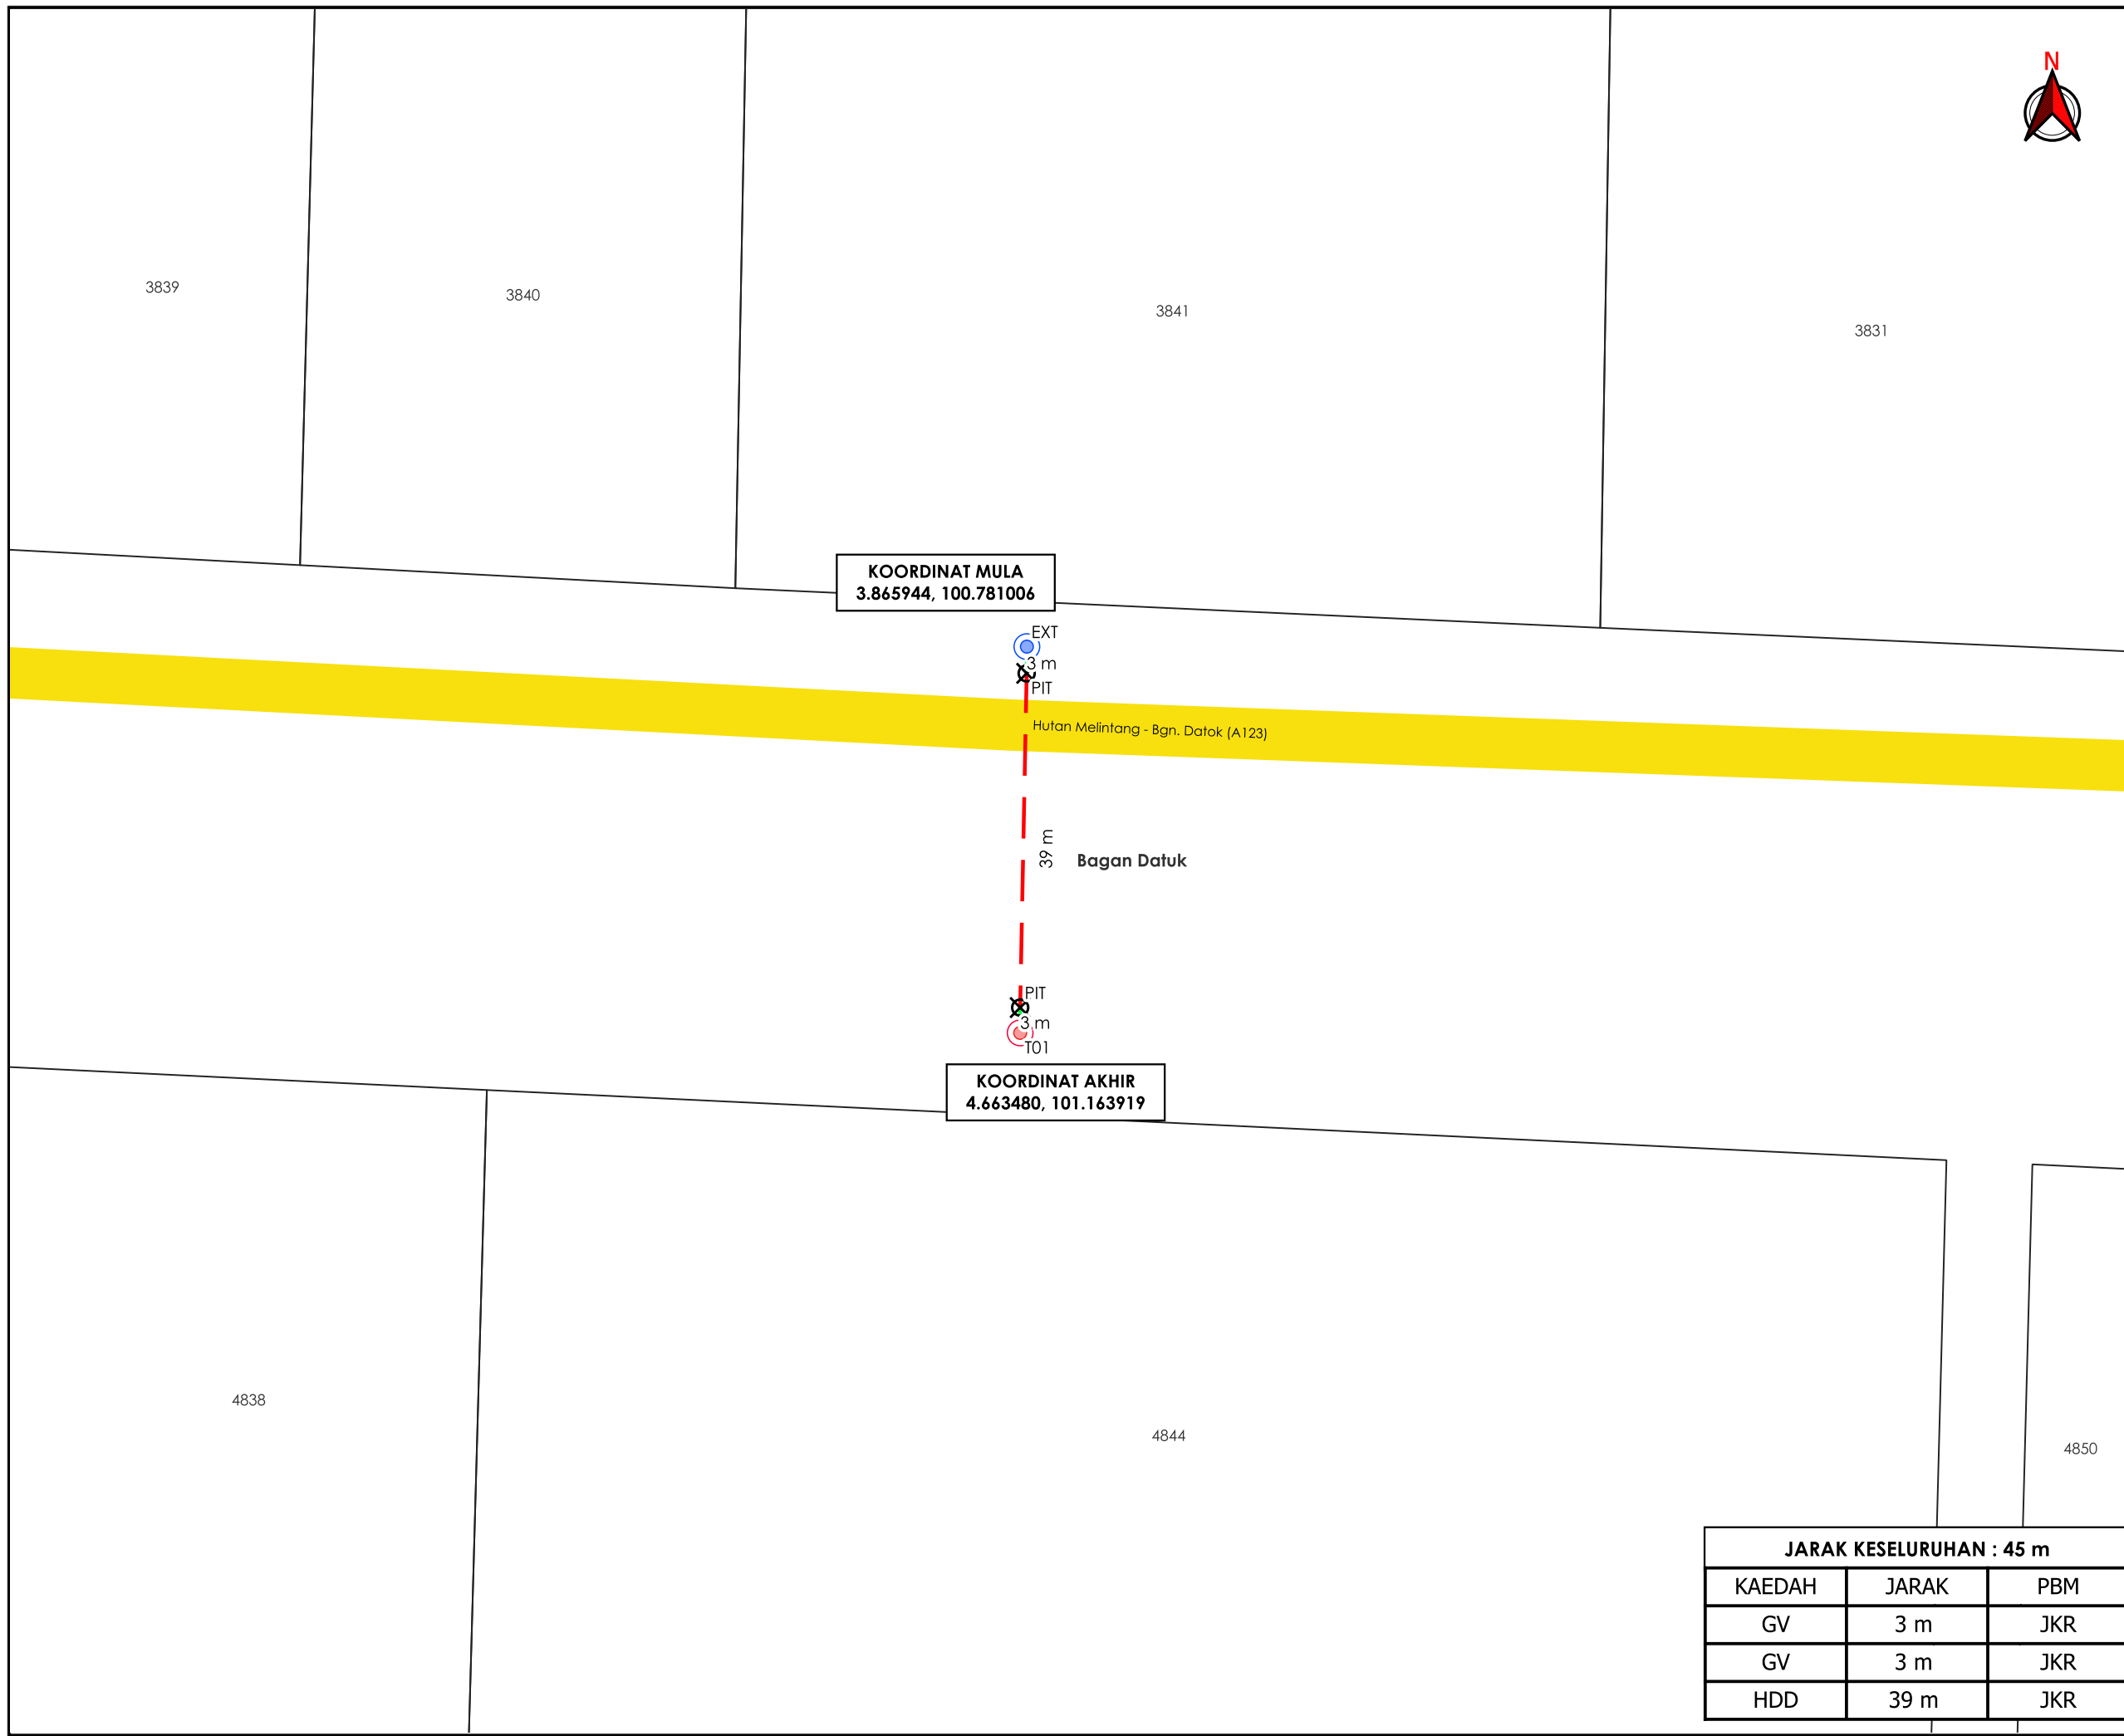 N
3839
3840
3841
3831
KOORDINAT MULA
3.865944, 100.781006
EXT
3 m
PIT
Hutan Melintang - Bgn. Datok (A123)
39 m
Bagan Datuk
PIT
3 m
T01
KOORDINAT AKHIR
4.663480, 101.163919
4838
4844
4850
JARAK KESELURUHAN : 45 m
KAEDAH JARAK PBM
GV 3 m JKR
GV 3 m JKR
HDD 39 m JKR